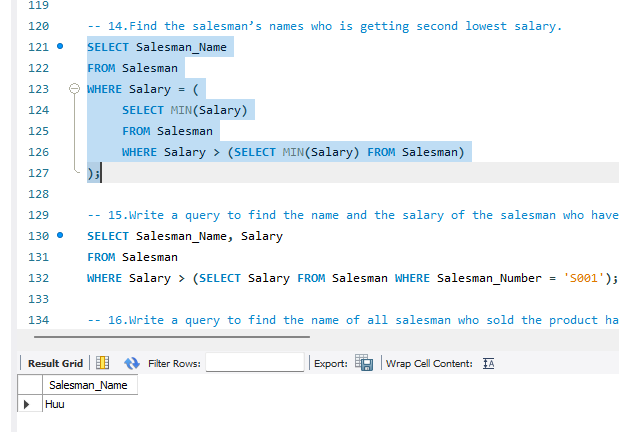 119
120 -- 14.Find the salesman’s names who is getting second lowest salary.
121 SELECT Salesman_Name
122 FROM Salesman
123 WHERE Salary = (
124 SELECT MIN(Salary)
125 FROM Salesman
126 WHERE Salary > (SELECT MIN(Salary) FROM Salesman)
127 );
128
129 -- 15.Write a query to find the name and the salary of the salesman who have
130 SELECT Salesman_Name, Salary
131 FROM Salesman
132 WHERE Salary > (SELECT Salary FROM Salesman WHERE Salesman_Number = 'S001');
133
134 -- 16.Write a query to find the name of all salesman who sold the product ha
Result Grid Filter Rows: Export: Wrap Cell Content: IA
Salesman_Name
Huu